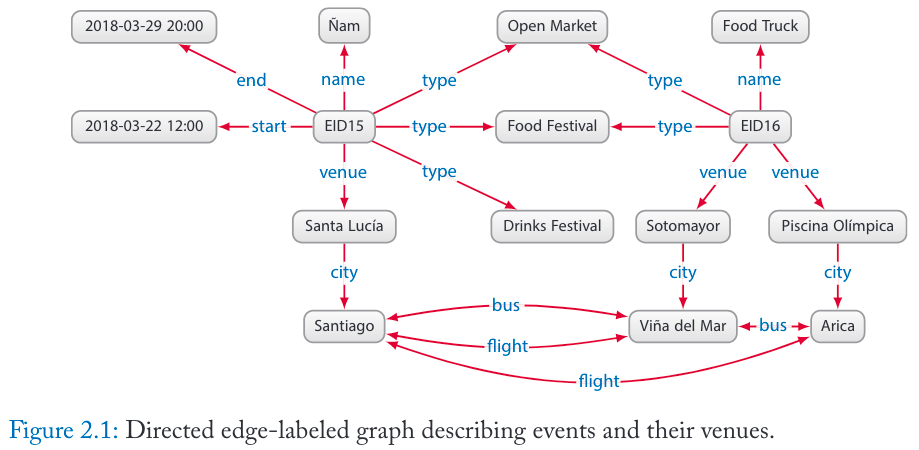 2018-03-29 20:00
Ñam
Open Market
Food Truck
end
name
type
type
name
2018-03-22 12:00
start
EID15
type
Food Festival
type
EID16
venue
type
venue
venue
Santa Lucía
Drinks Festival
Sotomayor
Piscina Olímpica
city
city
city
bus
Santiago
Viña del Mar
bus
Arica
flight
flight
Figure 2.1: Directed edge-labeled graph describing events and their venues.